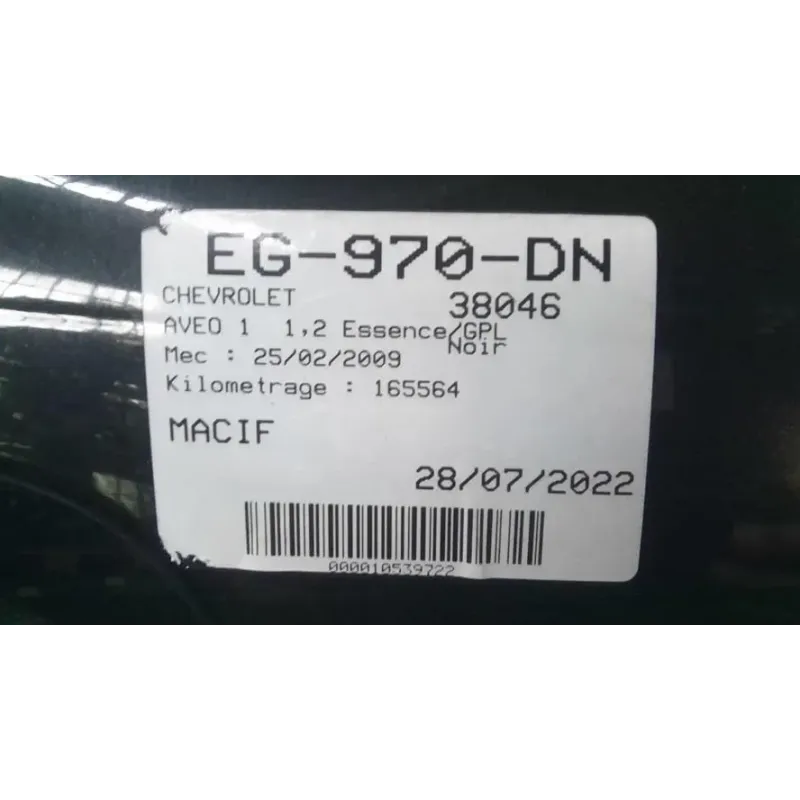 EG-970-DN
CHEVROLET 38046
AVEO 1 1,2 Essence/GPL
Noir
Mec : 25/02/2009
Kilometrage : 165564
MACIF
28/07/2022
000010539722